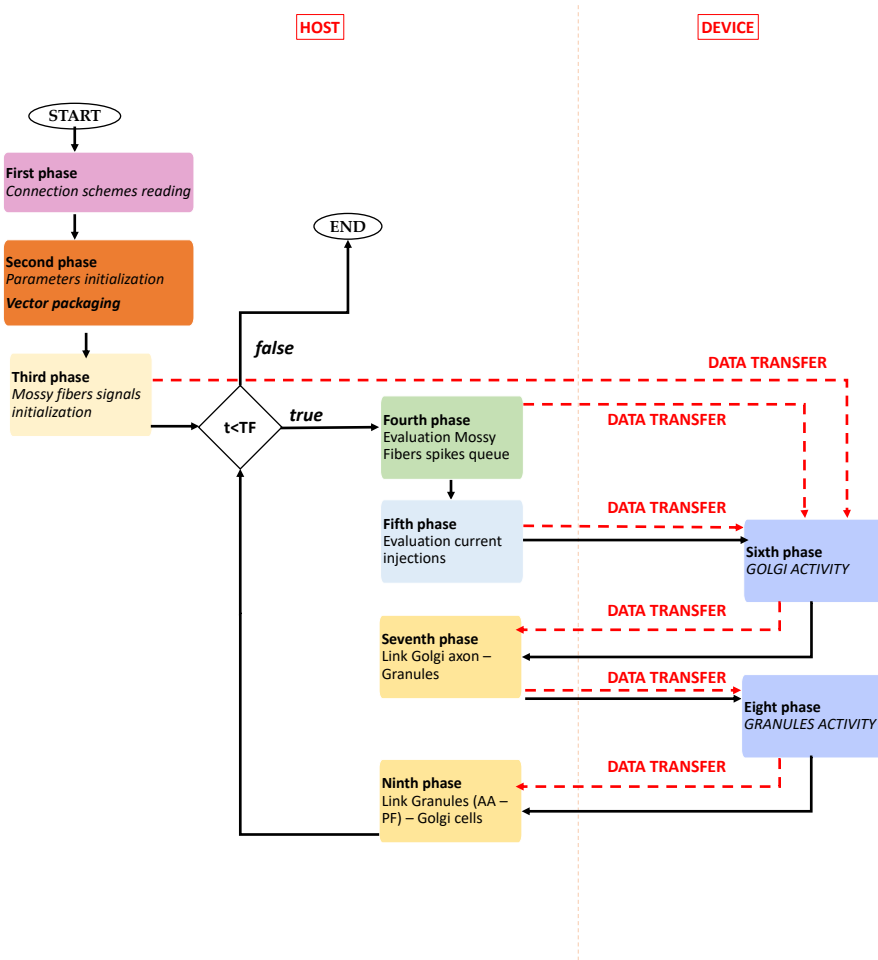 HOST
DEVICE
START
First phase
Connection schemes reading
END
Second phase
Parameters initialization
Vector packaging
false
DATA TRANSFER
Third phase
Mossy fibers signals
initialization
t<TF
true
Fourth phase
Evaluation Mossy
Fibers spikes queue
DATA TRANSFER
Fifth phase
Evaluation current
injections
DATA TRANSFER
Sixth phase
GOLGI ACTIVITY
DATA TRANSFER
Seventh phase
Link Golgi axon –
Granules
DATA TRANSFER
Eight phase
GRANULES ACTIVITY
DATA TRANSFER
Ninth phase
Link Granules (AA –
PF) – Golgi cells